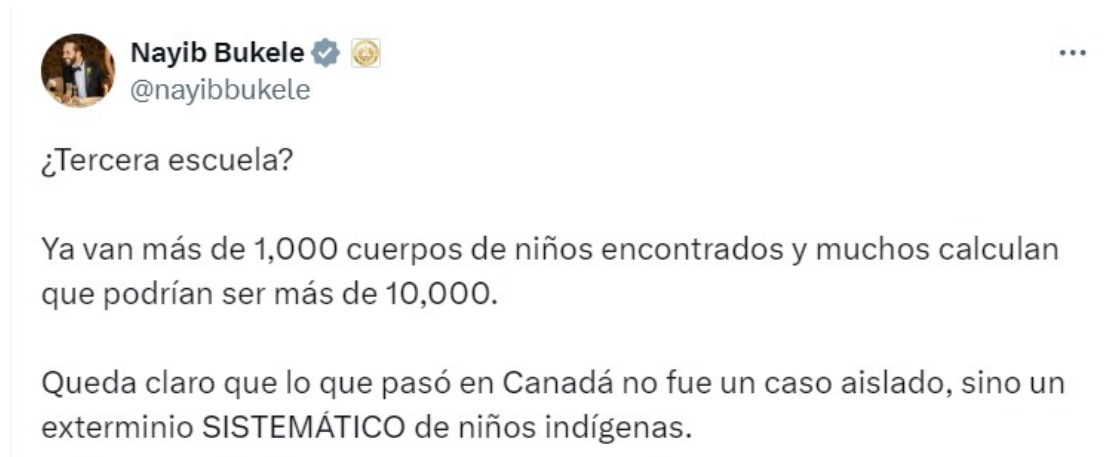 Nayib Bukele
@nayibbukele
¿Tercera escuela?
Ya van más de 1,000 cuerpos de niños encontrados y muchos calculan
que podrían ser más de 10,000.
Queda claro que lo que pasó en Canadá no fue un caso aislado, sino un
exterminio SISTEMÁTICO de niños indígenas.